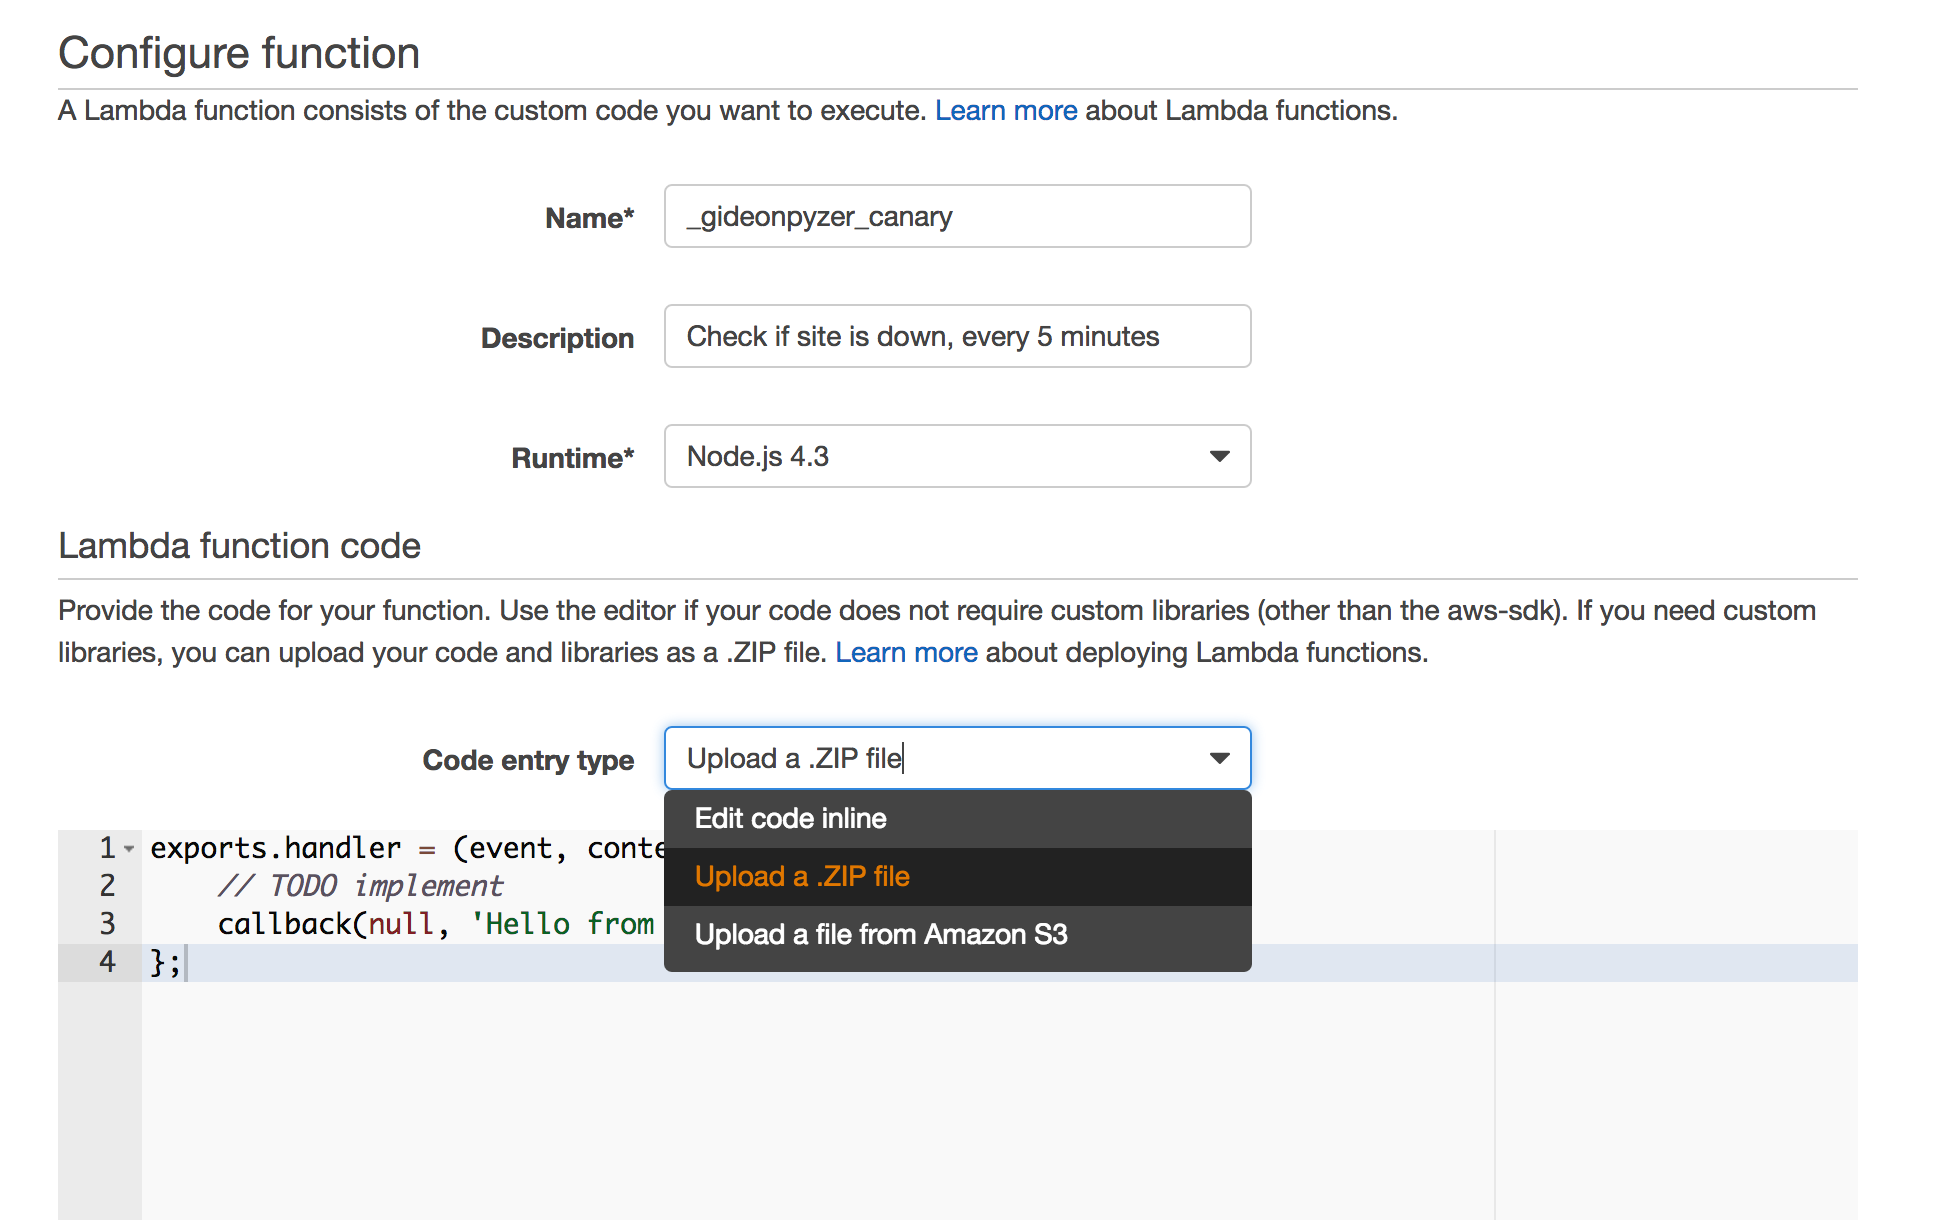 Configure function
A Lambda function consists of the custom code you want to execute. Learn more about Lambda functions.
Name* _gideonpyzer_canary
Description Check if site is down, every 5 minutes
Runtime* Node.js 4.3
Lambda function code
Provide the code for your function. Use the editor if your code does not require custom libraries (other than the aws-sdk). If you need custom
libraries, you can upload your code and libraries as a .ZIP file. Learn more about deploying Lambda functions.
Code entry type Upload a .ZIP file
Edit code inline
Upload a .ZIP file
Upload a file from Amazon S3
1 exports.handler = (event, conte
2 // TODO implement
3 callback(null, 'Hello from
4 };